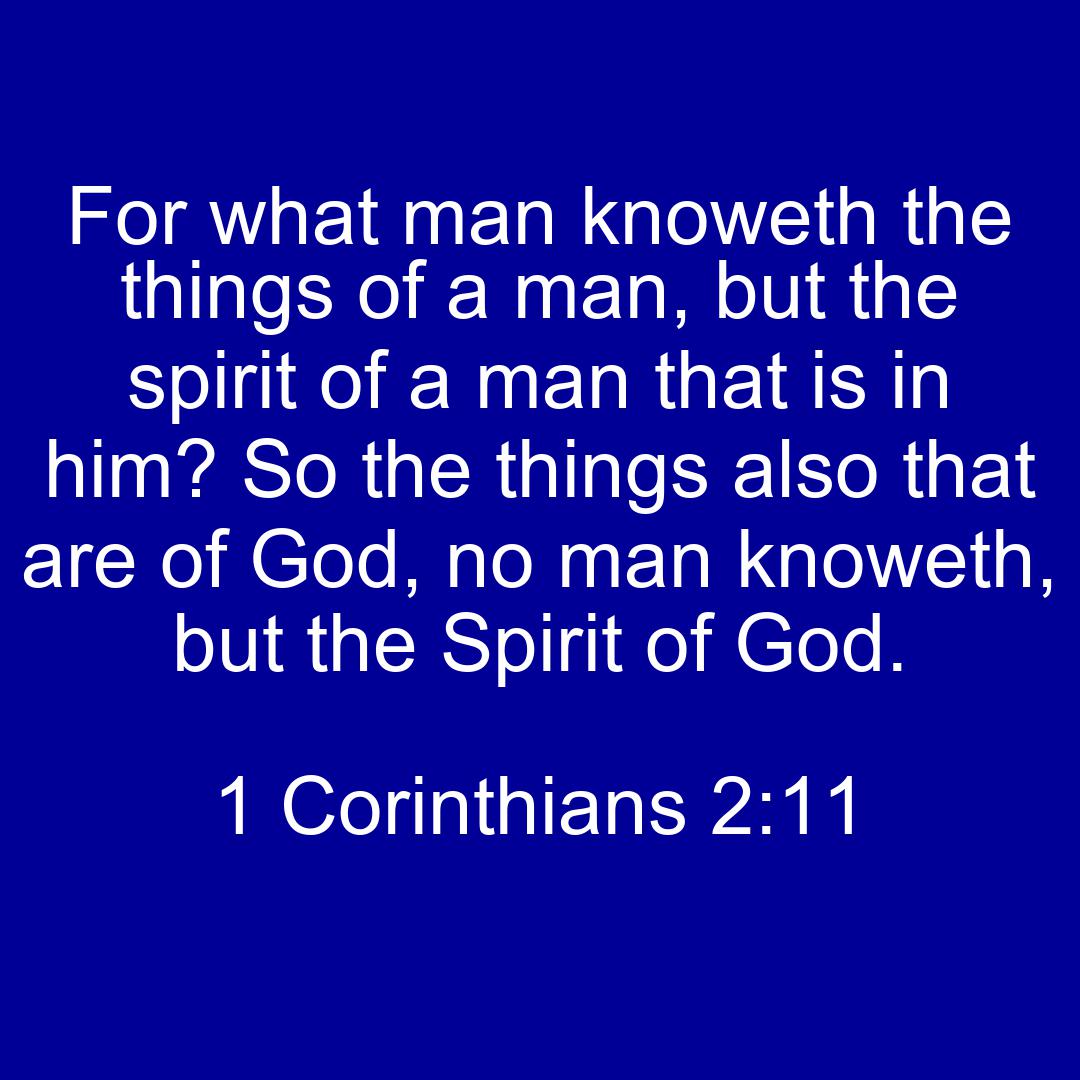 For what man knoweth the
things of a man, but the
spirit of a man that is in
him? So the things also that
are of God, no man knoweth,
but the Spirit of God.
1 Corinthians 2:11